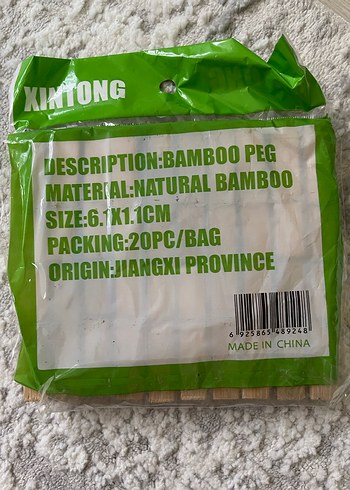 XINTONG
DESCRIPTION:BAMBOO PEG
MATERIAL:NATURAL BAMBOO
SIZE:6.1X1.1CM
PACKING:20PC/BAG
ORIGIN:JIANGXI PROVINCE
6 925865 489248
MADE IN CHINA